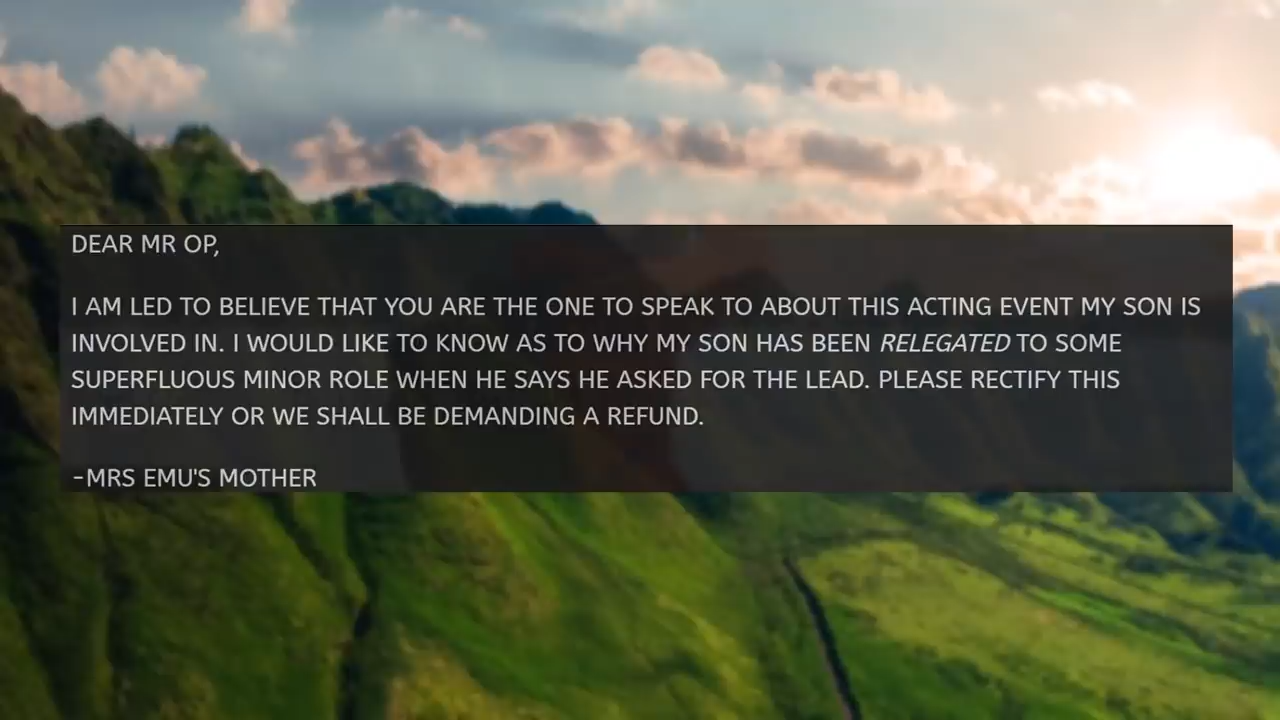 DEAR MR OP,
I AM LED TO BELIEVE THAT YOU ARE THE ONE TO SPEAK TO ABOUT THIS ACTING EVENT MY SON IS
INVOLVED IN. I WOULD LIKE TO KNOW AS TO WHY MY SON HAS BEEN RELEGATED TO SOME
SUPERFLUOUS MINOR ROLE WHEN HE SAYS HE ASKED FOR THE LEAD. PLEASE RECTIFY THIS
IMMEDIATELY OR WE SHALL BE DEMANDING A REFUND.
-MRS EMU'S MOTHER